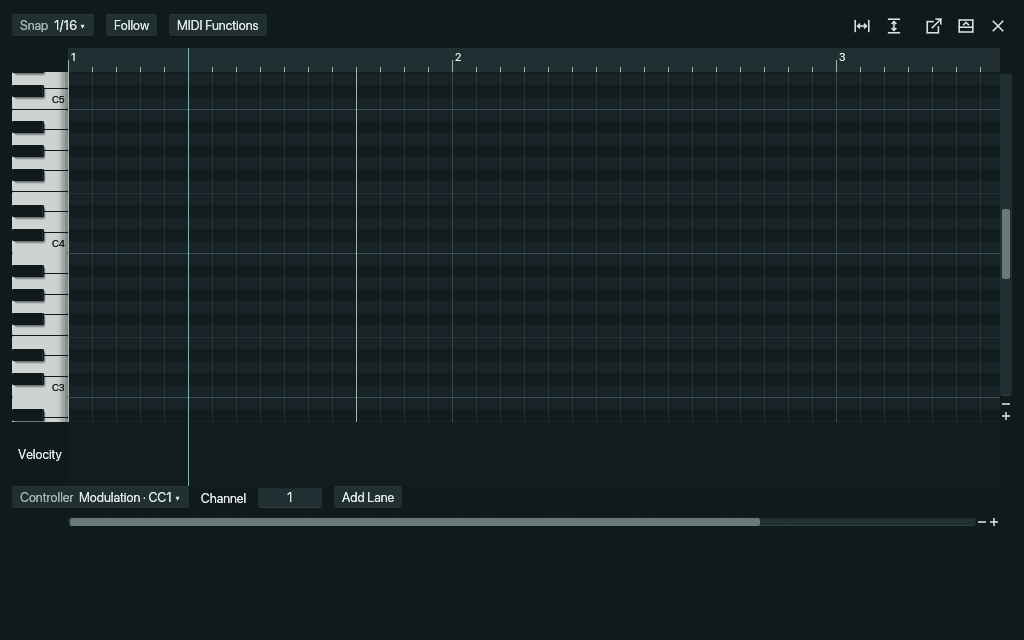 Snap 1/16 ▾ Follow MIDI Functions
1 2 3
C5
C4
C3
Velocity
Controller Modulation · CC1 ▾ Channel 1 Add Lane